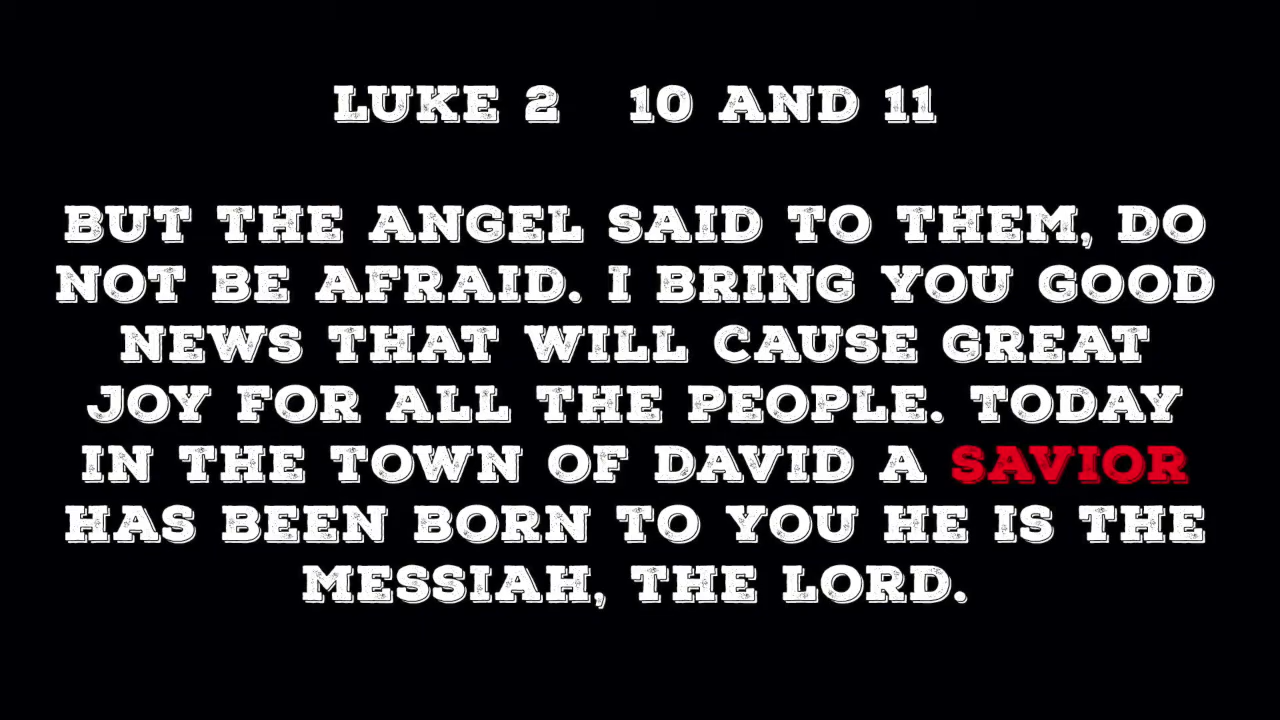 LUKE 2 10 AND 11
BUT THE ANGEL SAID TO THEM, DO
NOT BE AFRAID. I BRING YOU GOOD
NEWS THAT WILL CAUSE GREAT
JOY FOR ALL THE PEOPLE. TODAY
IN THE TOWN OF DAVID A SAVIOR
HAS BEEN BORN TO YOU HE IS THE
MESSIAH, THE LORD.